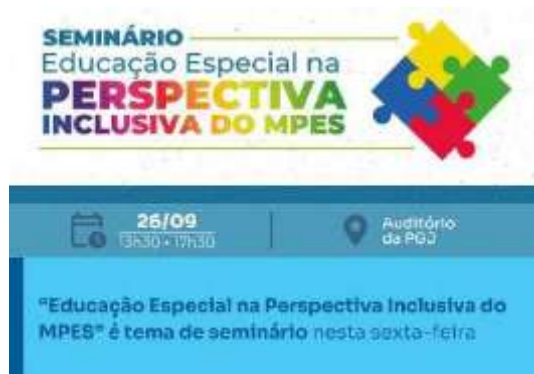 SEMINÁRIO
Educação Especial na
PERSPECTIVA
INCLUSIVA DO MPES
26/09
13h30 • 17h30
Auditório
da PGJ
"Educação Especial na Perspectiva Inclusiva do
MPES" é tema de seminário nesta sexta-feira